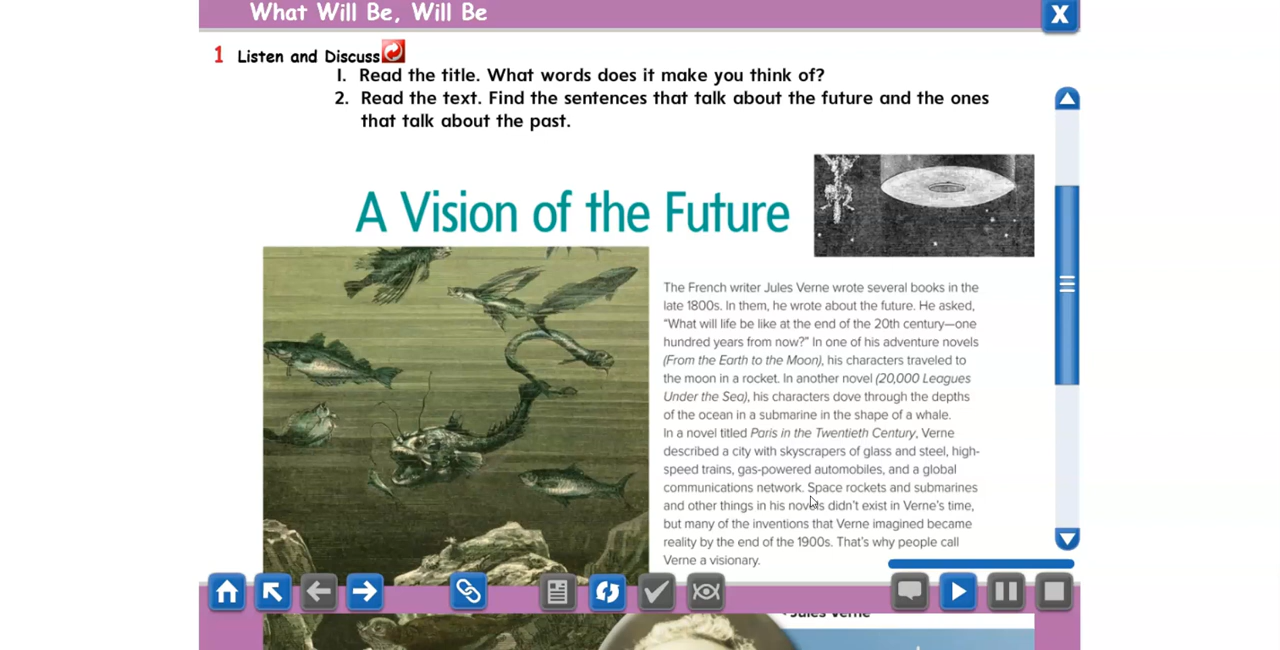 What Will Be, Will Be
X
1 Listen and Discuss
1. Read the title. What words does it make you think of?
2. Read the text. Find the sentences that talk about the future and the ones
that talk about the past.
A Vision of the Future
The French writer Jules Verne wrote several books in the
late 1800s. In them, he wrote about the future. He asked,
“What will life be like at the end of the 20th century—one
hundred years from now?” In one of his adventure novels
(From the Earth to the Moon), his characters traveled to
the moon in a rocket. In another novel (20,000 Leagues
Under the Sea), his characters dove through the depths
of the ocean in a submarine in the shape of a whale.
In a novel titled Paris in the Twentieth Century, Verne
described a city with skyscrapers of glass and steel, high-
speed trains, gas-powered automobiles, and a global
communications network. Space rockets and submarines
and other things in his novels didn’t exist in Verne’s time,
but many of the inventions that Verne imagined became
reality by the end of the 1900s. That’s why people call
Verne a visionary.
Jules Verne